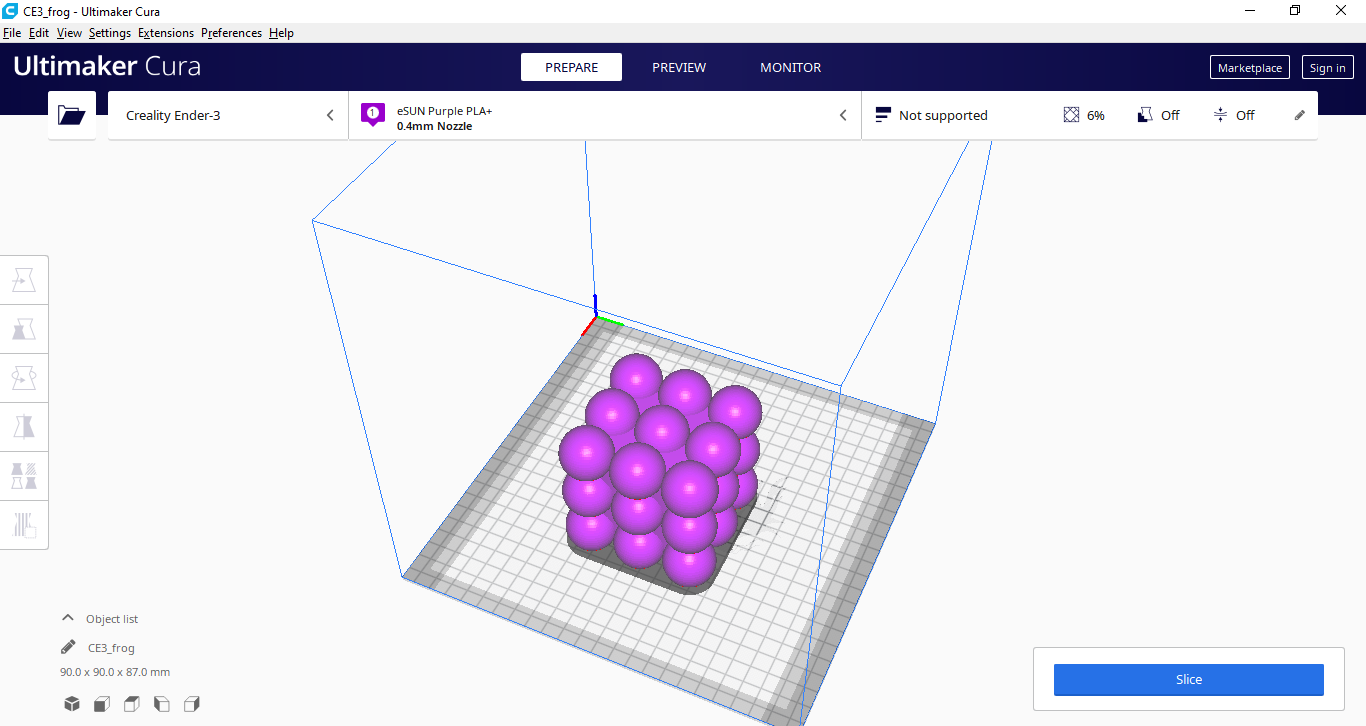 CE3_frog - Ultimaker Cura
File Edit View Settings Extensions Preferences Help
Ultimaker Cura
PREPARE
PREVIEW
MONITOR
Marketplace
Sign in
Creality Ender-3
1
eSUN Purple PLA+
0.4mm Nozzle
Not supported
6%
Off
Off
Object list
CE3_frog
90.0 x 90.0 x 87.0 mm
Slice